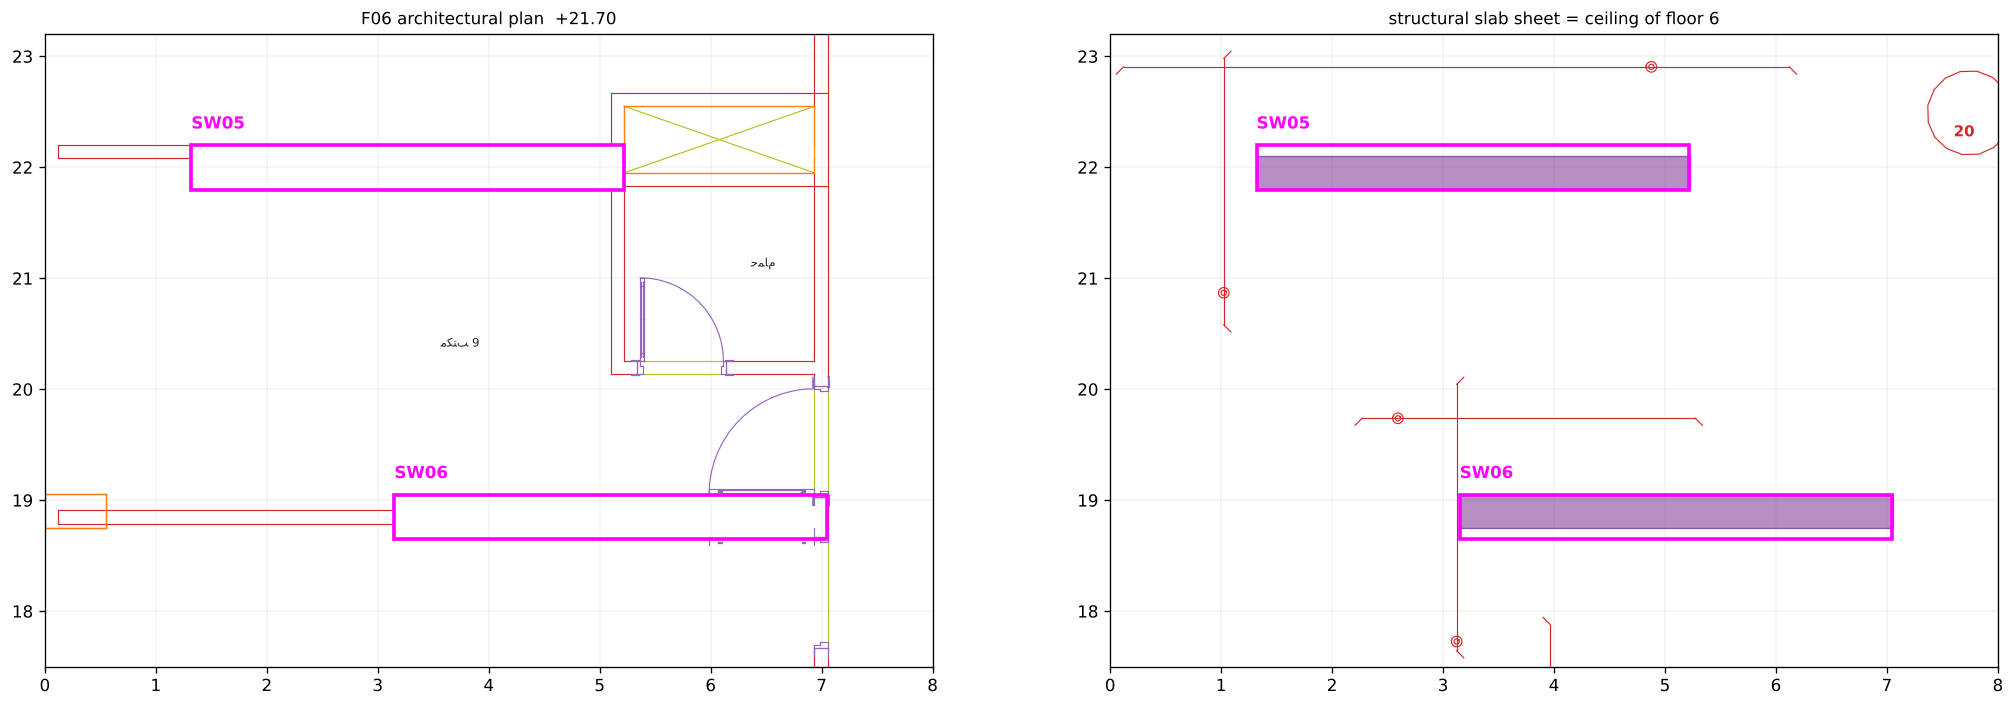 F06 architectural plan +21.70
23
22
21
20
19
18
0 1 2 3 4 5 6 7 8
SW05
حمام
مكتب 9
SW06
structural slab sheet = ceiling of floor 6
23
22
21
20
19
18
0 1 2 3 4 5 6 7 8
SW05
20
SW06